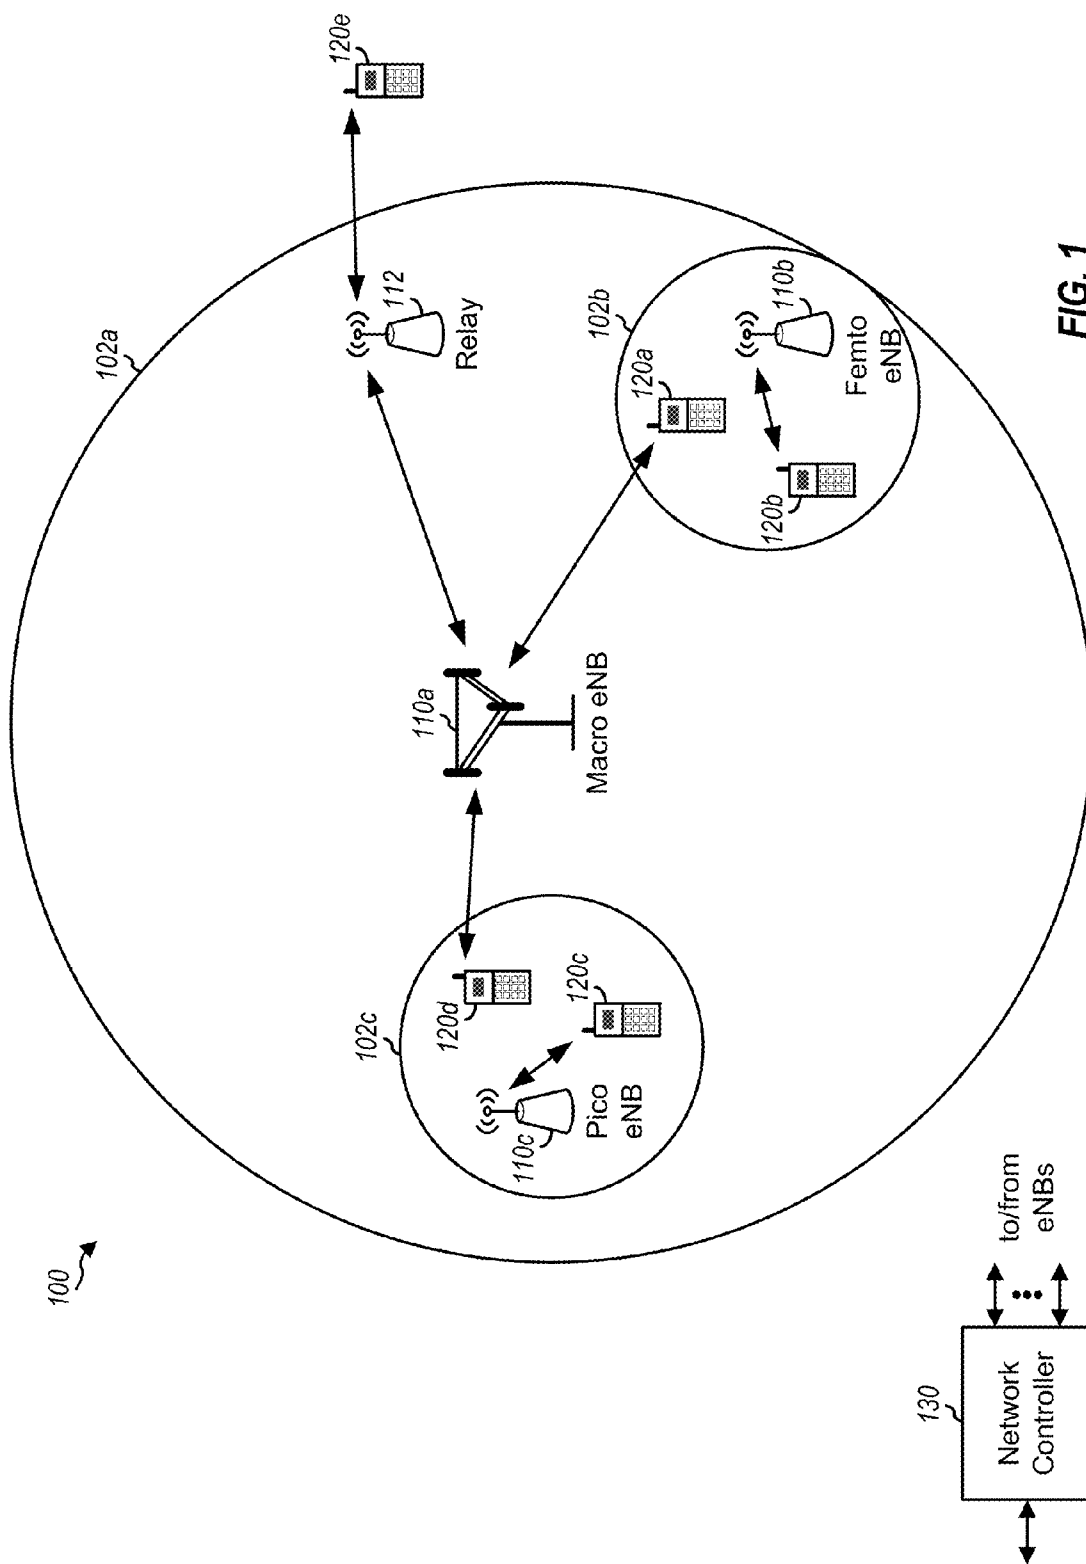 100
102a
120e
112
Relay
110a
Macro eNB
102c
120d
120c
110c
Pico
eNB
102b
120a
120b
110b
Femto
eNB
130
Network
Controller
to/from
eNBs
FIG. 1